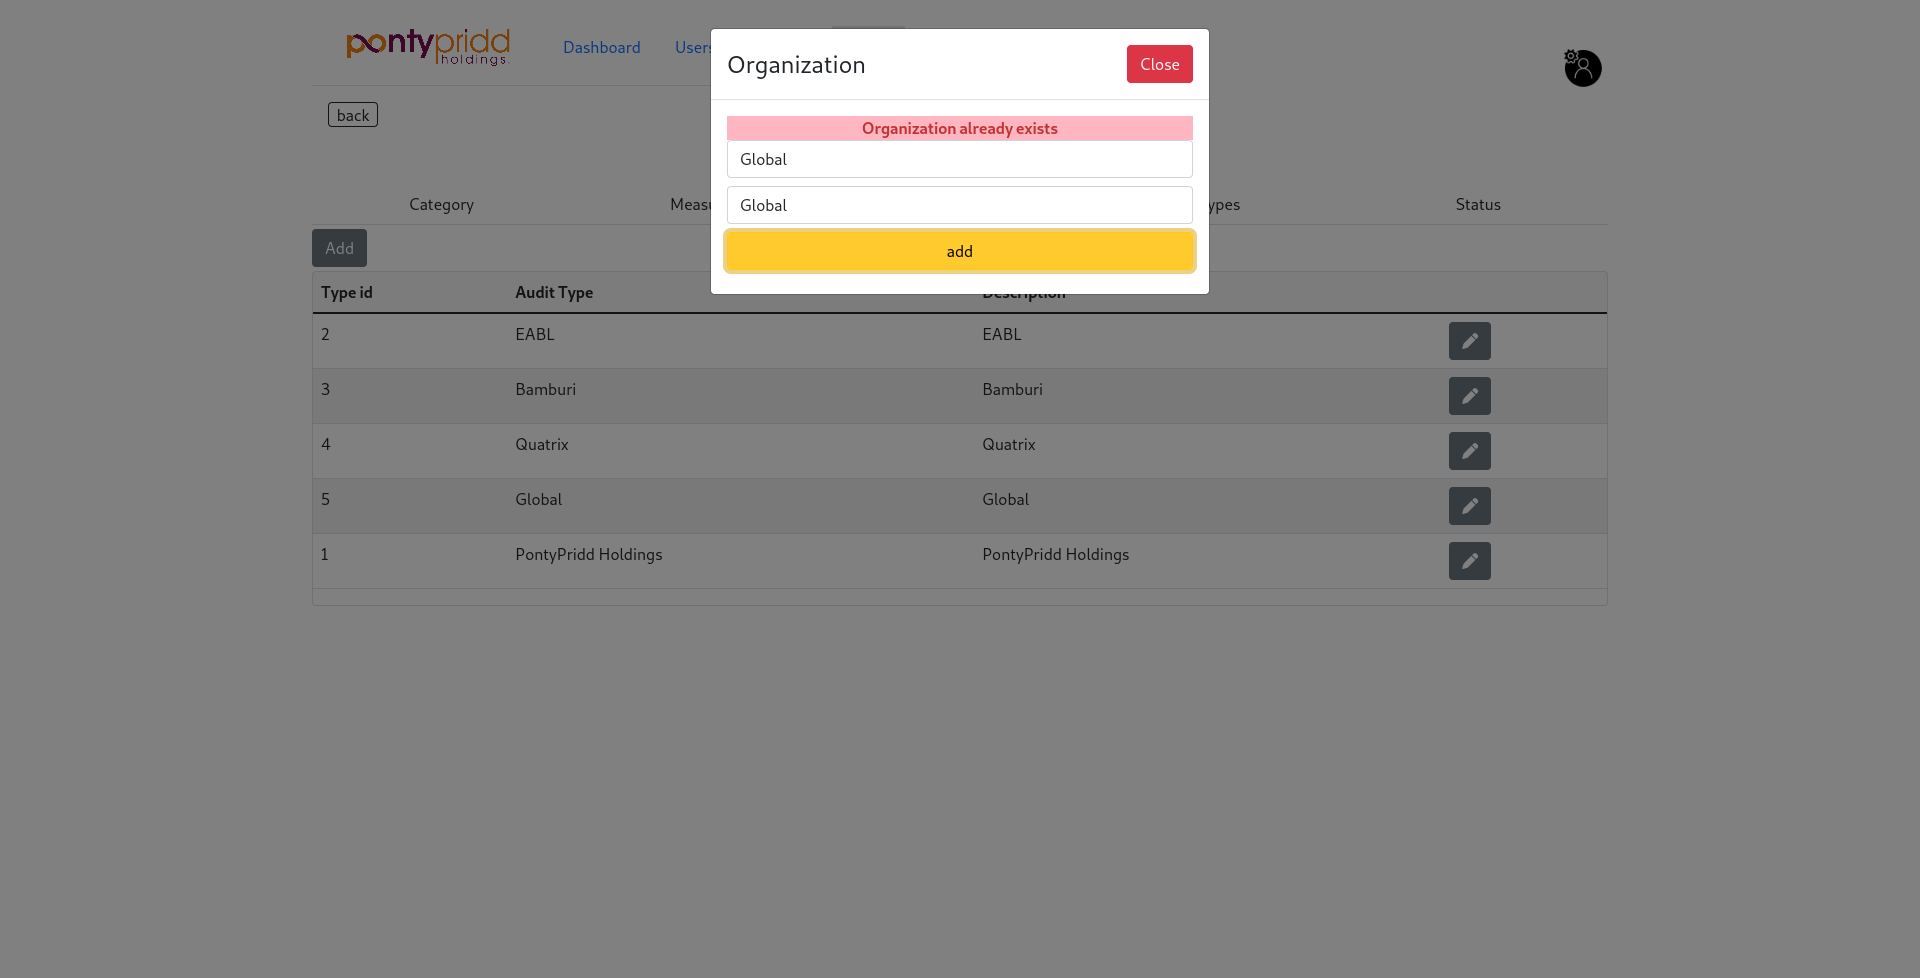 pontypridd
holdings.
Dashboard
Users
Organization
Close
back
Organization already exists
Global
Global
add
Category
Status
Add
Type id Audit Type Description
2 EABL EABL
3 Bamburi Bamburi
4 Quatrix Quatrix
5 Global Global
1 PontyPridd Holdings PontyPridd Holdings